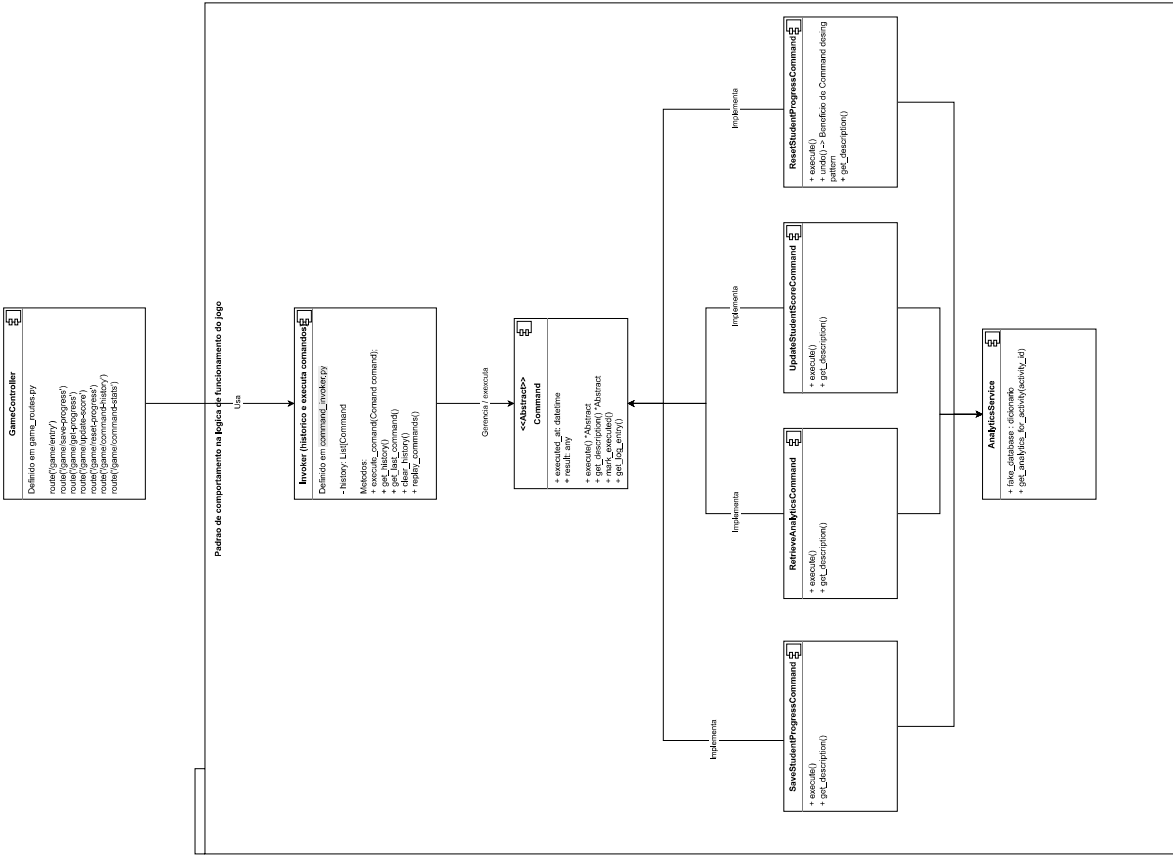 GameController
Definido em game_routes.py
route('/game/entry')
route('/game/save-progress')
route('/game/get-progress')
route('/game/update-score')
route('/game/reset-progress')
route('/game/command-history')
route('/game/command-stats')
Padrao de comportamento na logica de funcionamento do jogo
Usa
Invoker (historico e executa comandos)
Definido em command_invoker.py
- history: List[Command
Metodos:
+ execute_comand(Comand comand);
+ get_history()
+ get_last_command()
+ clear_history()
+ replay_commands()
Gerencia / exexcuta
<<Abstract>>
Command
+ executed_at: datetime
+ result: any
+ execute() *Abstract
+ get_description() *Abstract
+ mark_executed()
+ get_log_entry()
Implementa
Implementa
Implementa
Implementa
SaveStudentProgressCommand
+ execute()
+ get_description()
RetrieveAnalyticsCommand
+ execute()
+ get_description()
UpdateStudentScoreCommand
+ execute()
+ get_description()
ResetStudentProgressCommand
+ execute()
+ undo() -> Beneficio de Command desing
pattern
+ get_description()
AnalyticsService
+ fake_database : dicionario
+ get_analytics_for_activity(activity_id)